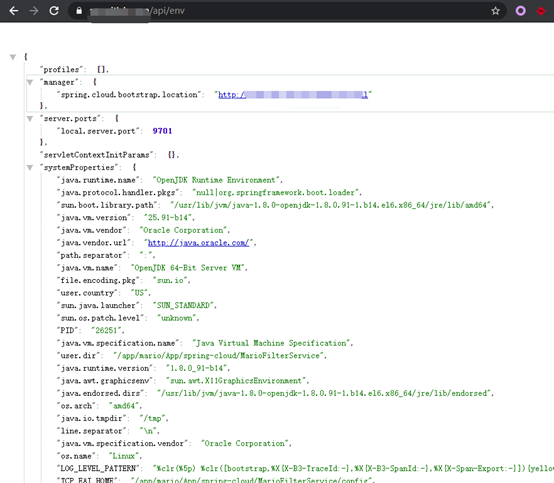 /api/env
{
"profiles": [],
"manager": {
"spring.cloud.bootstrap.location": "http:/
},
"server.ports": {
"local.server.port": 9701
},
"servletContextInitParams": {},
"systemProperties": {
"java.runtime.name": "OpenJDK Runtime Environment",
"java.protocol.handler.pkgs": "null|org.springframework.boot.loader",
"sun.boot.library.path": "/usr/lib/jvm/java-1.8.0-openjdk-1.8.0.91-1.b14.el6.x86_64/jre/lib/amd64",
"java.vm.version": "25.91-b14",
"java.vm.vendor": "Oracle Corporation",
"java.vendor.url": "http://java.oracle.com/",
"path.separator": ":",
"java.vm.name": "OpenJDK 64-Bit Server VM",
"file.encoding.pkg": "sun.io",
"user.country": "US",
"sun.java.launcher": "SUN_STANDARD",
"sun.os.patch.level": "unknown",
"PID": "26251",
"java.vm.specification.name": "Java Virtual Machine Specification",
"user.dir": "/app/mario/App/spring-cloud/MarioFilterService",
"java.runtime.version": "1.8.0_91-b14",
"java.awt.graphicsenv": "sun.awt.X11GraphicsEnvironment",
"java.endorsed.dirs": "/usr/lib/jvm/java-1.8.0-openjdk-1.8.0.91-1.b14.el6.x86_64/jre/lib/endorsed",
"os.arch": "amd64",
"java.io.tmpdir": "/tmp",
"line.separator": "\n",
"java.vm.specification.vendor": "Oracle Corporation",
"os.name": "Linux",
"LOG_LEVEL_PATTERN": "%clr(%5p) %clr([bootstrap,%X{X-B3-TraceId:-},%X{X-B3-SpanId:-},%X{X-Span-Export:-}]){yellow
"/app/mario/App/spring-cloud/MarioFilterService/config",